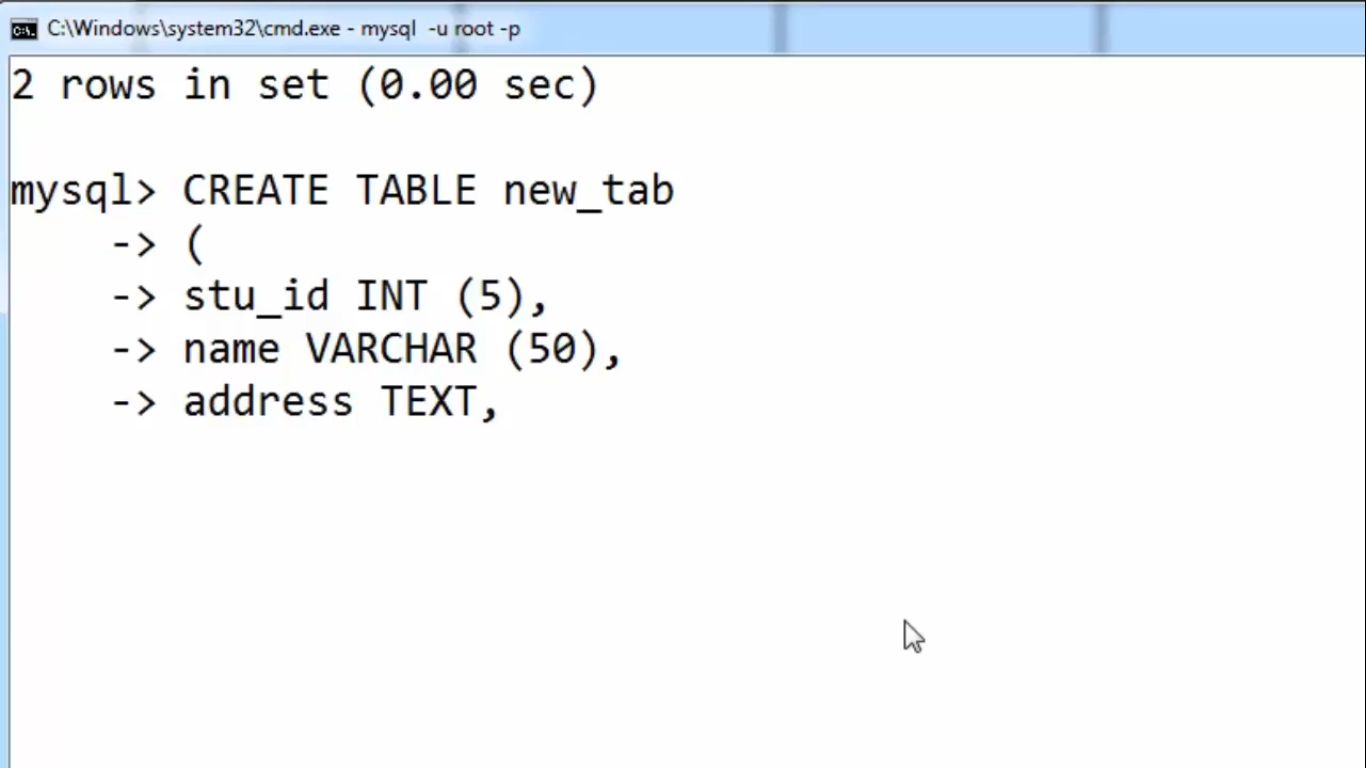 C:\Windows\system32\cmd.exe - mysql  -u root -p
2 rows in set (0.00 sec)
mysql> CREATE TABLE new_tab
    -> (
    -> stu_id INT (5),
    -> name VARCHAR (50),
    -> address TEXT,